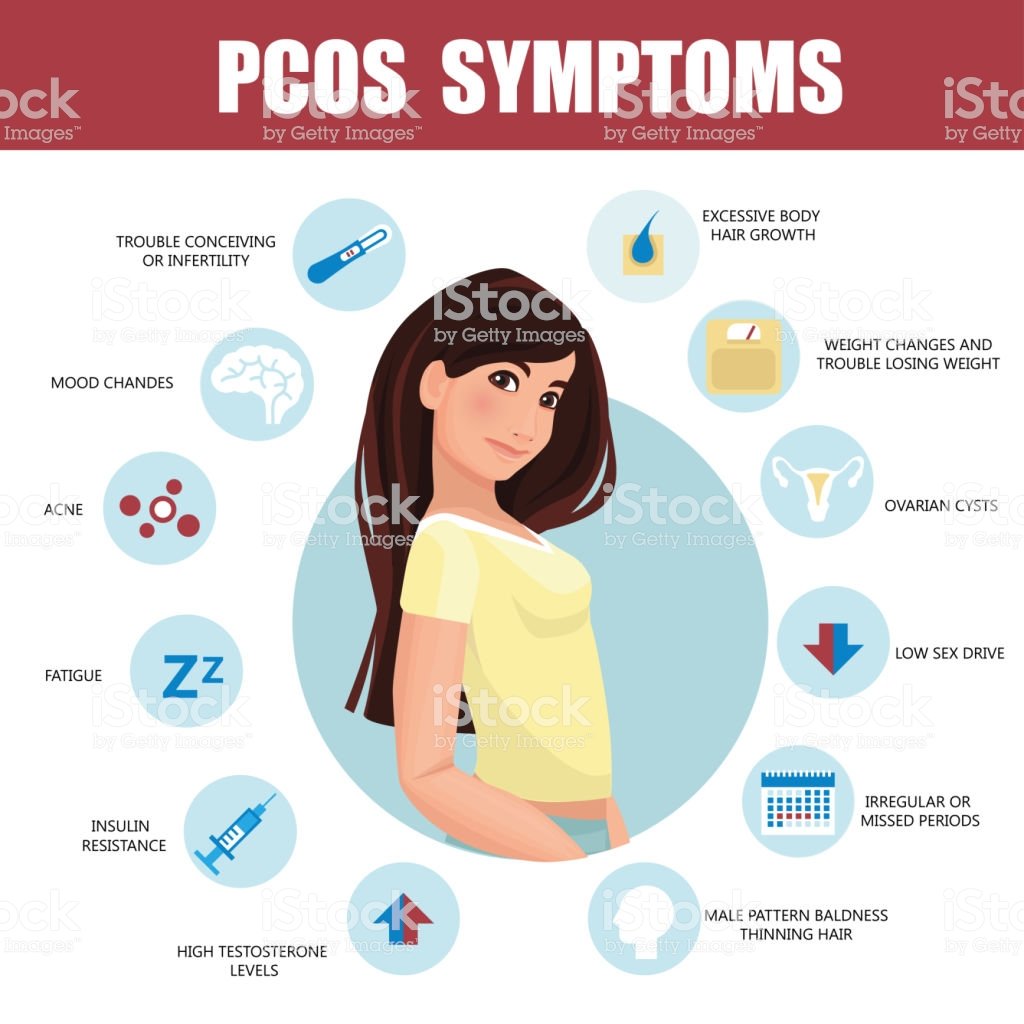 PCOS SYMPTOMS
TROUBLE CONCEIVING
OR INFERTILITY
EXCESSIVE BODY
HAIR GROWTH
MOOD CHANDES
WEIGHT CHANGES AND
TROUBLE LOSING WEIGHT
ACNE
OVARIAN CYSTS
FATIGUE
ZZ
LOW SEX DRIVE
INSULIN
RESISTANCE
IRREGULAR OR
MISSED PERIODS
HIGH TESTOSTERONE
LEVELS
MALE PATTERN BALDNESS
THINNING HAIR
iStock
by Getty Images™